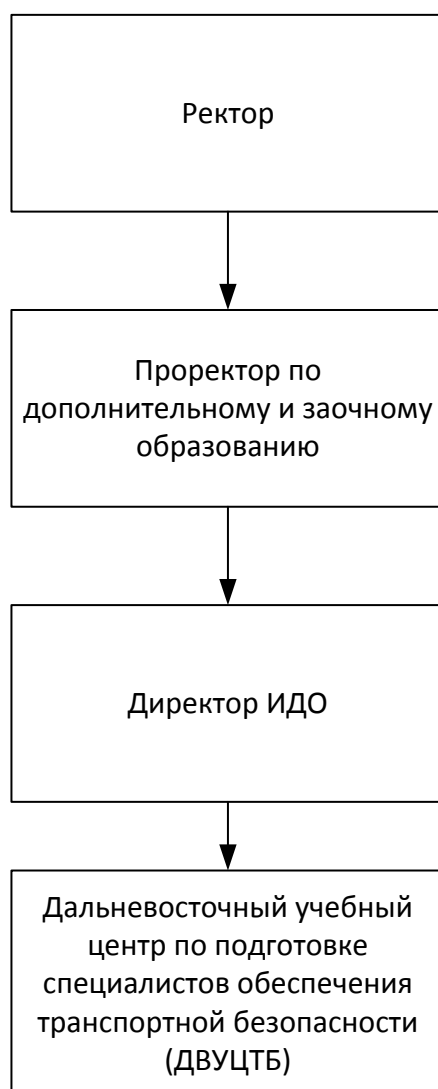 Ректор
Проректор по
дополнительному и заочному
образованию
Директор ИДО
Дальневосточный учебный
центр по подготовке
специалистов обеспечения
транспортной безопасности
(ДВУЦТБ)